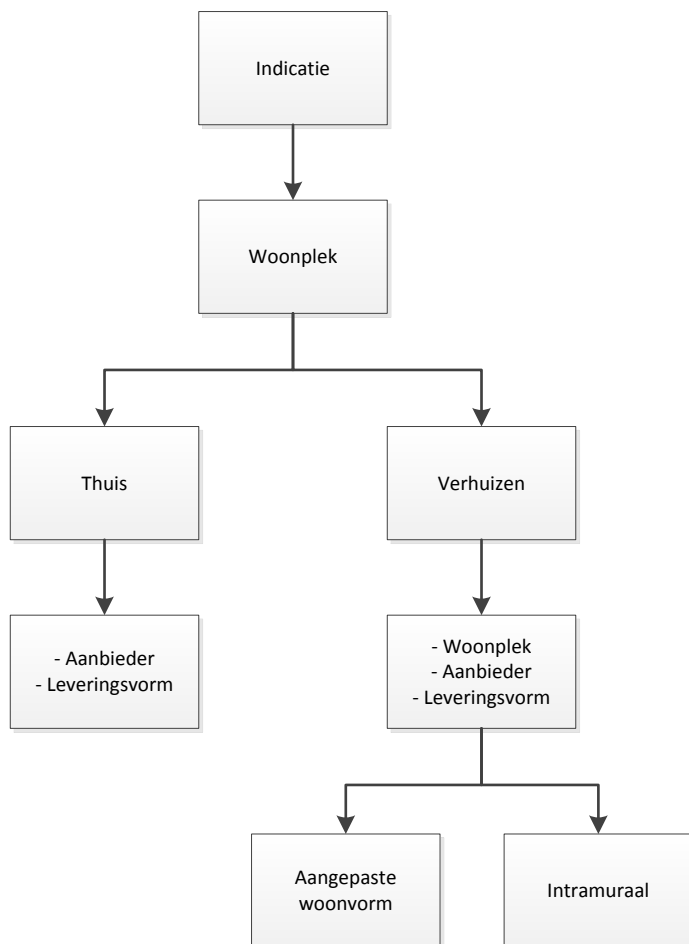 Indicatie
Woonplek
Thuis
Verhuizen
- Aanbieder
- Leveringsvorm
- Woonplek
- Aanbieder
- Leveringsvorm
Aangepaste
woonvorm
Intramuraal